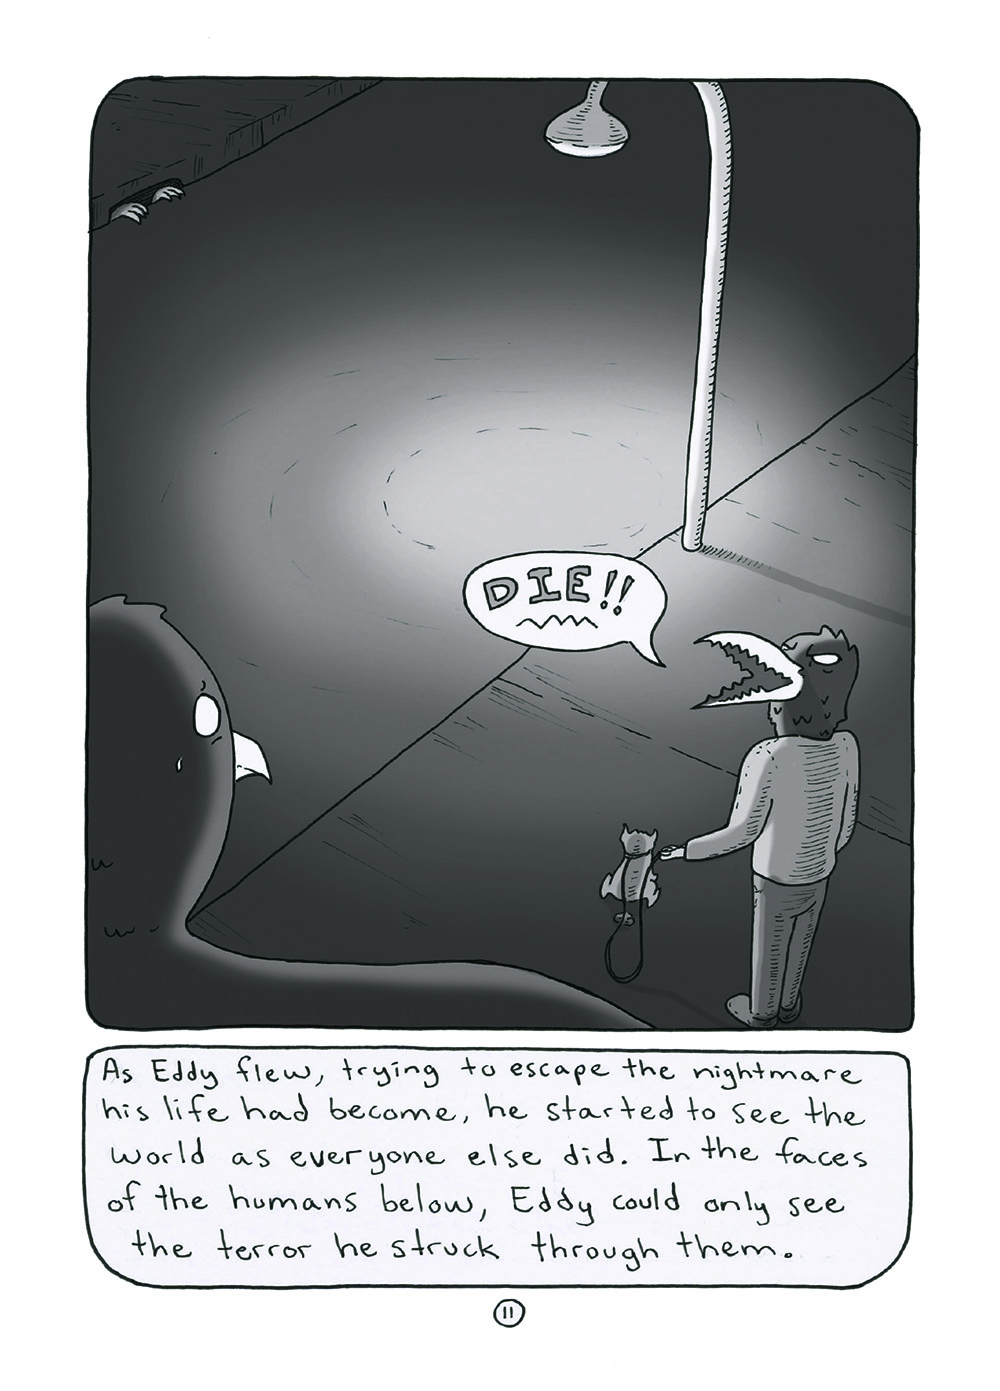 DIE!!
As Eddy flew, trying to escape the nightmare
his life had become, he started to see the
world as everyone else did. In the faces
of the humans below, Eddy could only see
the terror he struck through them.
11